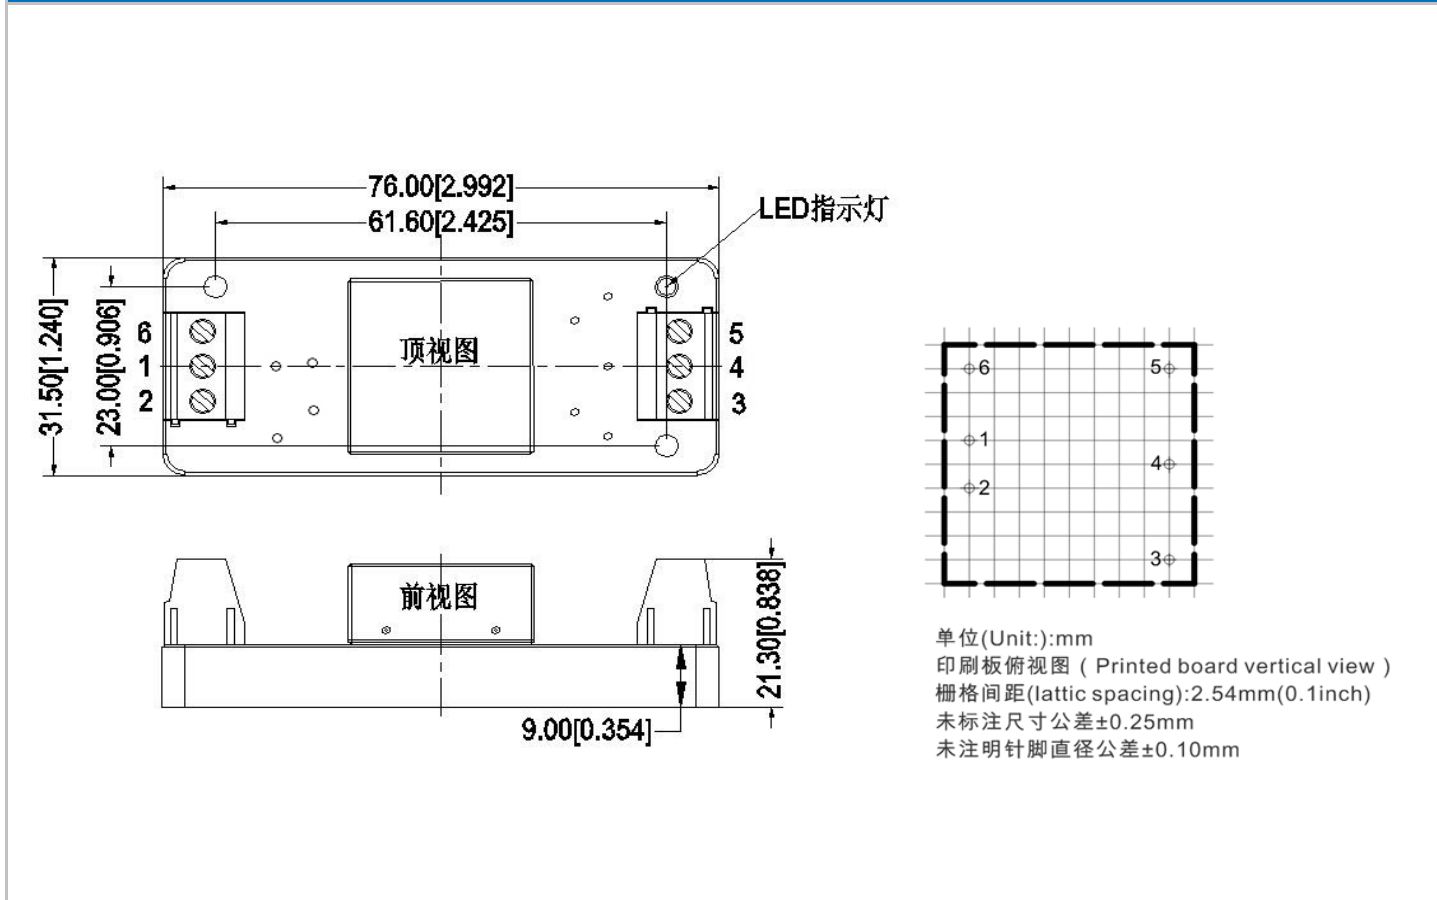 76.00[2.992]
61.60[2.425]
LED指示灯
31.50[1.240]
23.00[0.906]
6
1
2
顶视图
5
4
3
前视图
21.30[0.838]
9.00[0.354]
6
5
1
4
2
3
单位(Unit:):mm
印刷板俯视图 ( Printed board vertical view )
栅格间距(lattic spacing):2.54mm(0.1inch)
未标注尺寸公差±0.25mm
未注明针脚直径公差±0.10mm